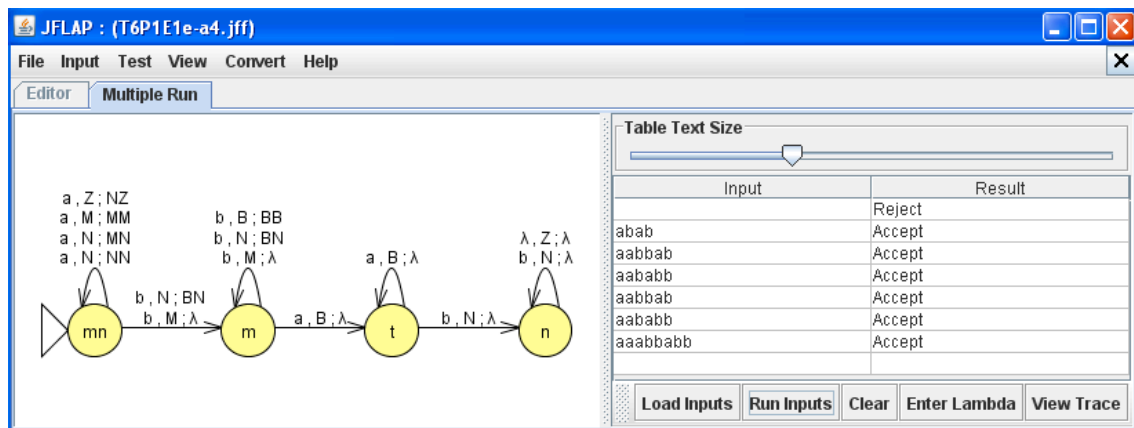 JFLAP : (T6P1E1e-a4.jff)
File Input Test View Convert Help
Editor Multiple Run
a , Z ; NZ
a , M ; MM
a , N ; MN
a , N ; NN
b , B ; BB
b , N ; BN
b , M ; λ
a , B ; λ
λ , Z ; λ
b , N ; λ
b , N ; BN
b , M ; λ
a , B ; λ
b , N ; λ
mn
m
t
n
Table Text Size
Input Result
Reject
abab Accept
aabbab Accept
aababb Accept
aabbab Accept
aababb Accept
aaabbabb Accept
Load Inputs Run Inputs Clear Enter Lambda View Trace